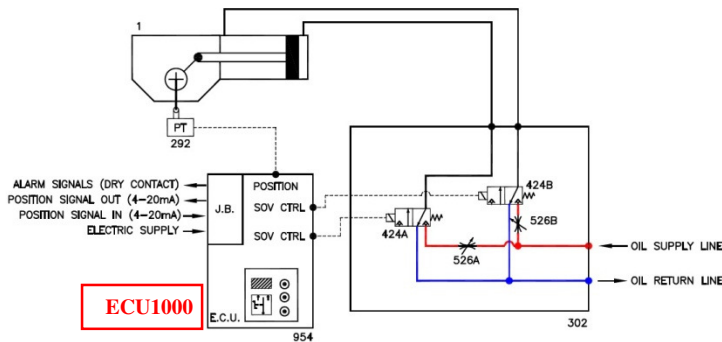 1
PT
292
ALARM SIGNALS (DRY CONTACT)
POSITION SIGNAL OUT (4-20mA)
POSITION SIGNAL IN (4-20mA)
ELECTRIC SUPPLY
J.B.
POSITION
SOV CTRL
SOV CTRL
E.C.U.
954
ECU1000
424B
424A
526B
526A
OIL SUPPLY LINE
OIL RETURN LINE
302